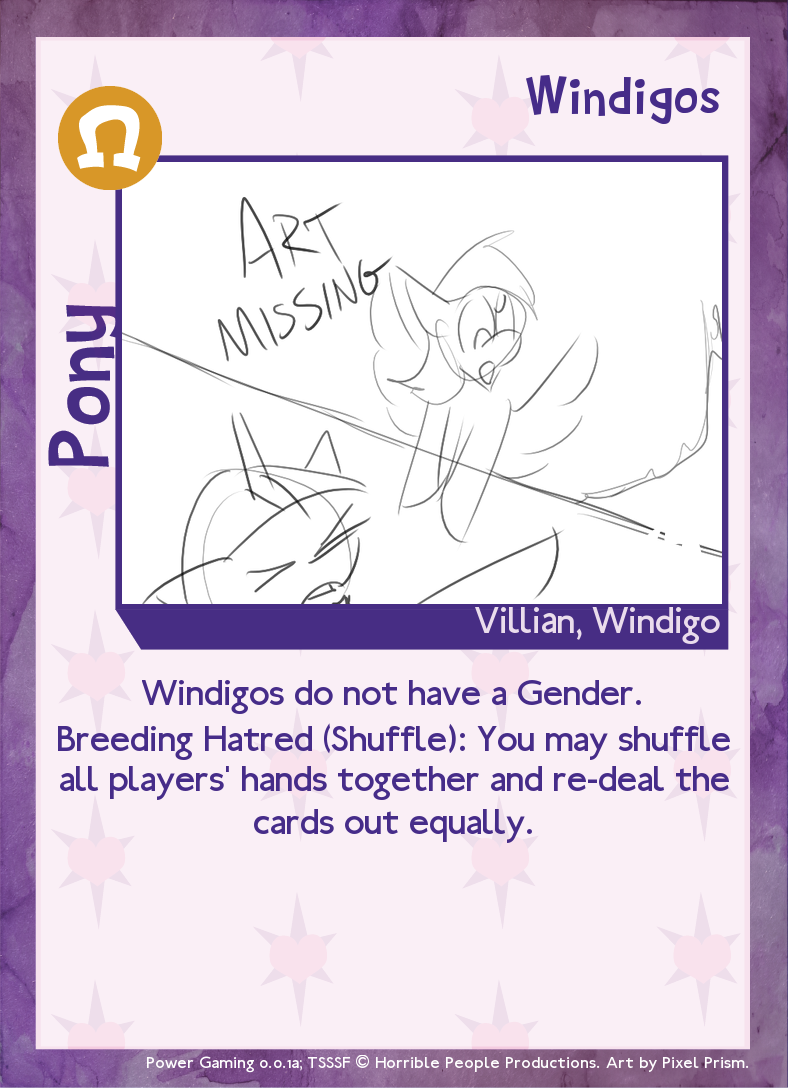 Windigos
Pony
ART
MISSING
Villian, Windigo
Windigos do not have a Gender.
Breeding Hatred (Shuffle): You may shuffle
all players' hands together and re-deal the
cards out equally.
Power Gaming 0.0.1a; TSSSF © Horrible People Productions. Art by Pixel Prism.